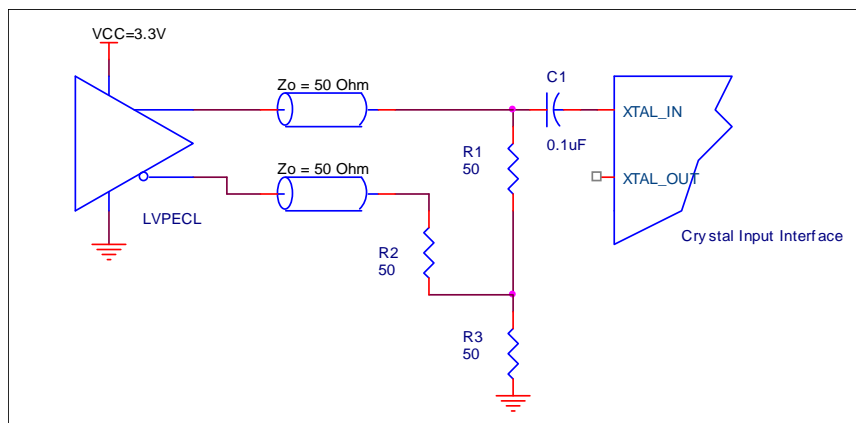 VCC=3.3V
Zo = 50 Ohm
C1
XTAL_IN
0.1uF
R1
50
Zo = 50 Ohm
XTAL_OUT
LVPECL
Crystal Input Interface
R2
50
R3
50